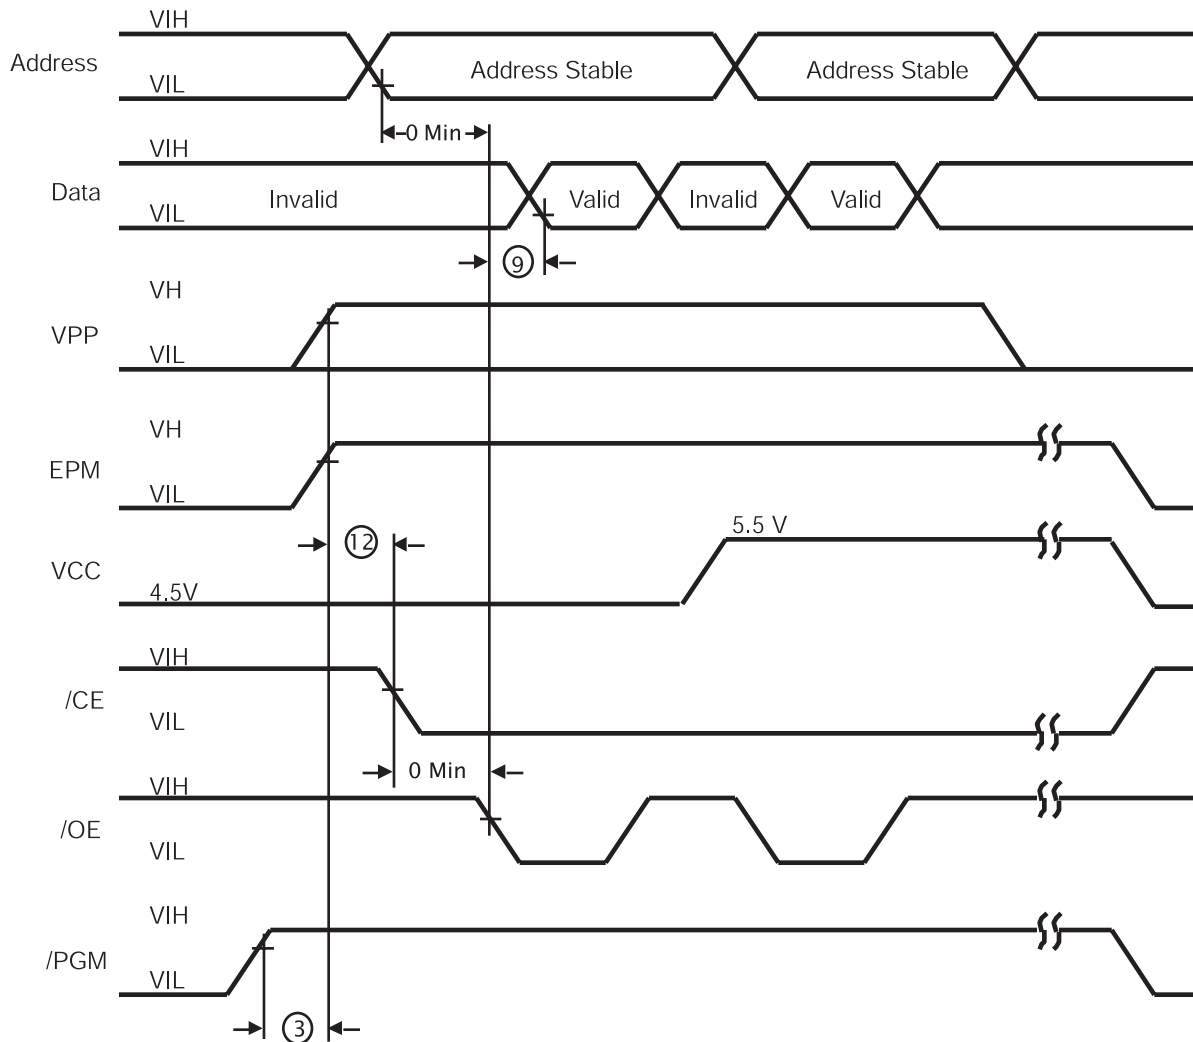 VIH
Address
VIL
Address Stable
Address Stable
0 Min
VIH
Data
VIL
Invalid
Valid
Invalid
Valid
9
VH
VPP
VIL
VH
EPM
VIL
12
5.5 V
VCC
4.5V
VIH
/CE
VIL
0 Min
VIH
/OE
VIL
VIH
/PGM
VIL
3